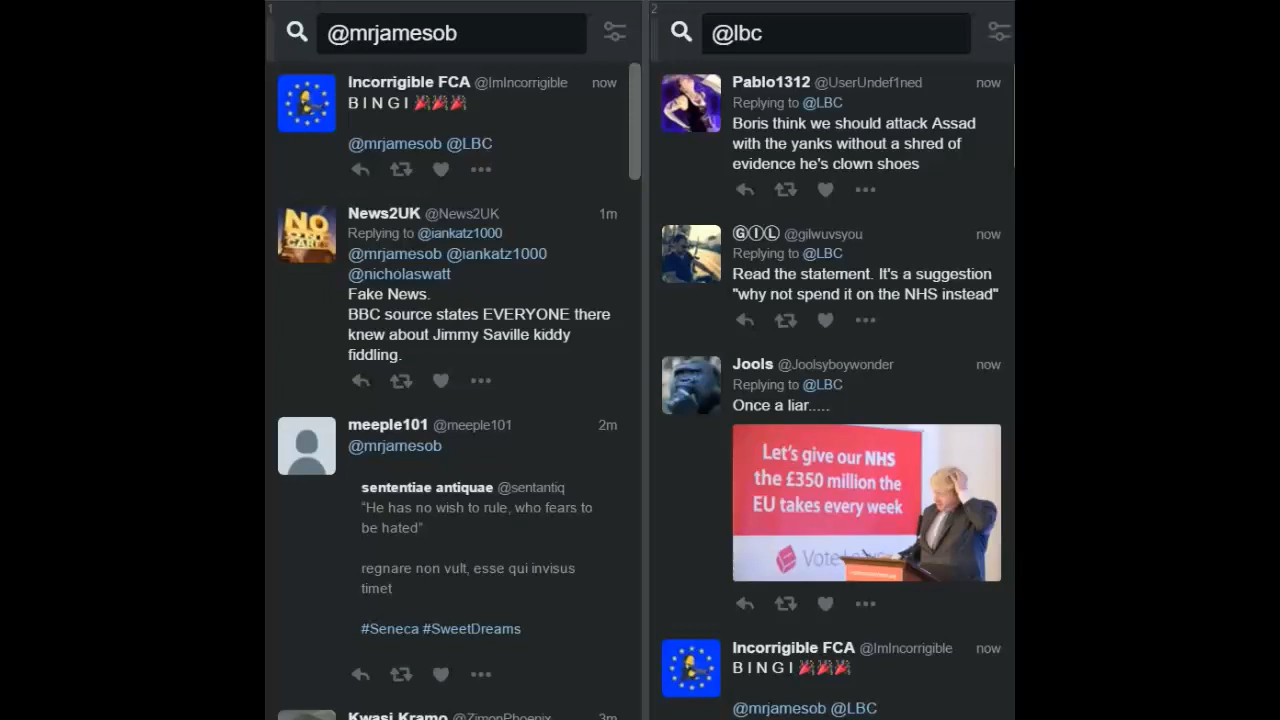 1
@mrjamesob
Incorrigible FCA @ImIncorrigible now
B I N G I
@mrjamesob @LBC
News2UK @News2UK 1m
Replying to @iankatz1000
@mrjamesob @iankatz1000
@nicholaswatt
Fake News.
BBC source states EVERYONE there
knew about Jimmy Saville kiddy
fiddling.
NO
CARE
meeple101 @meeple101 2m
@mrjamesob
sententiae antiquae @sentantiq
“He has no wish to rule, who fears to
be hated”
regnare non vult, esse qui invisus
timet
#Seneca #SweetDreams
Kwasi Kramo @ZimonPhoenix 3m
2
@lbc
Pablo1312 @UserUndef1ned now
Replying to @LBC
Boris think we should attack Assad
with the yanks without a shred of
evidence he's clown shoes
ⒼⒾⓁ @gilwuvsyou now
Replying to @LBC
Read the statement. It's a suggestion
"why not spend it on the NHS instead"
Jools @Joolsyboywonder now
Replying to @LBC
Once a liar.....
Let's give our NHS
the £350 million the
EU takes every week
Vote
Incorrigible FCA @ImIncorrigible now
B I N G I
@mrjamesob @LBC